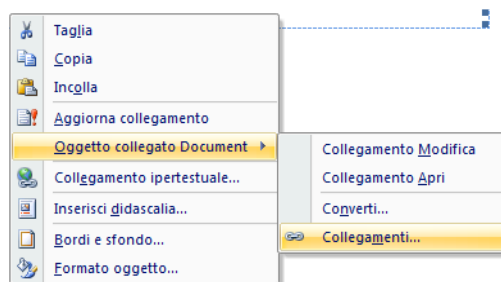 Taglia
Copia
Incolla
Aggiorna collegamento
Oggetto collegato Document
Collegamento ipertestuale...
Inserisci didascalia...
Bordi e sfondo...
Formato oggetto...
Collegamento Modifica
Collegamento Apri
Converti...
Collegamenti...